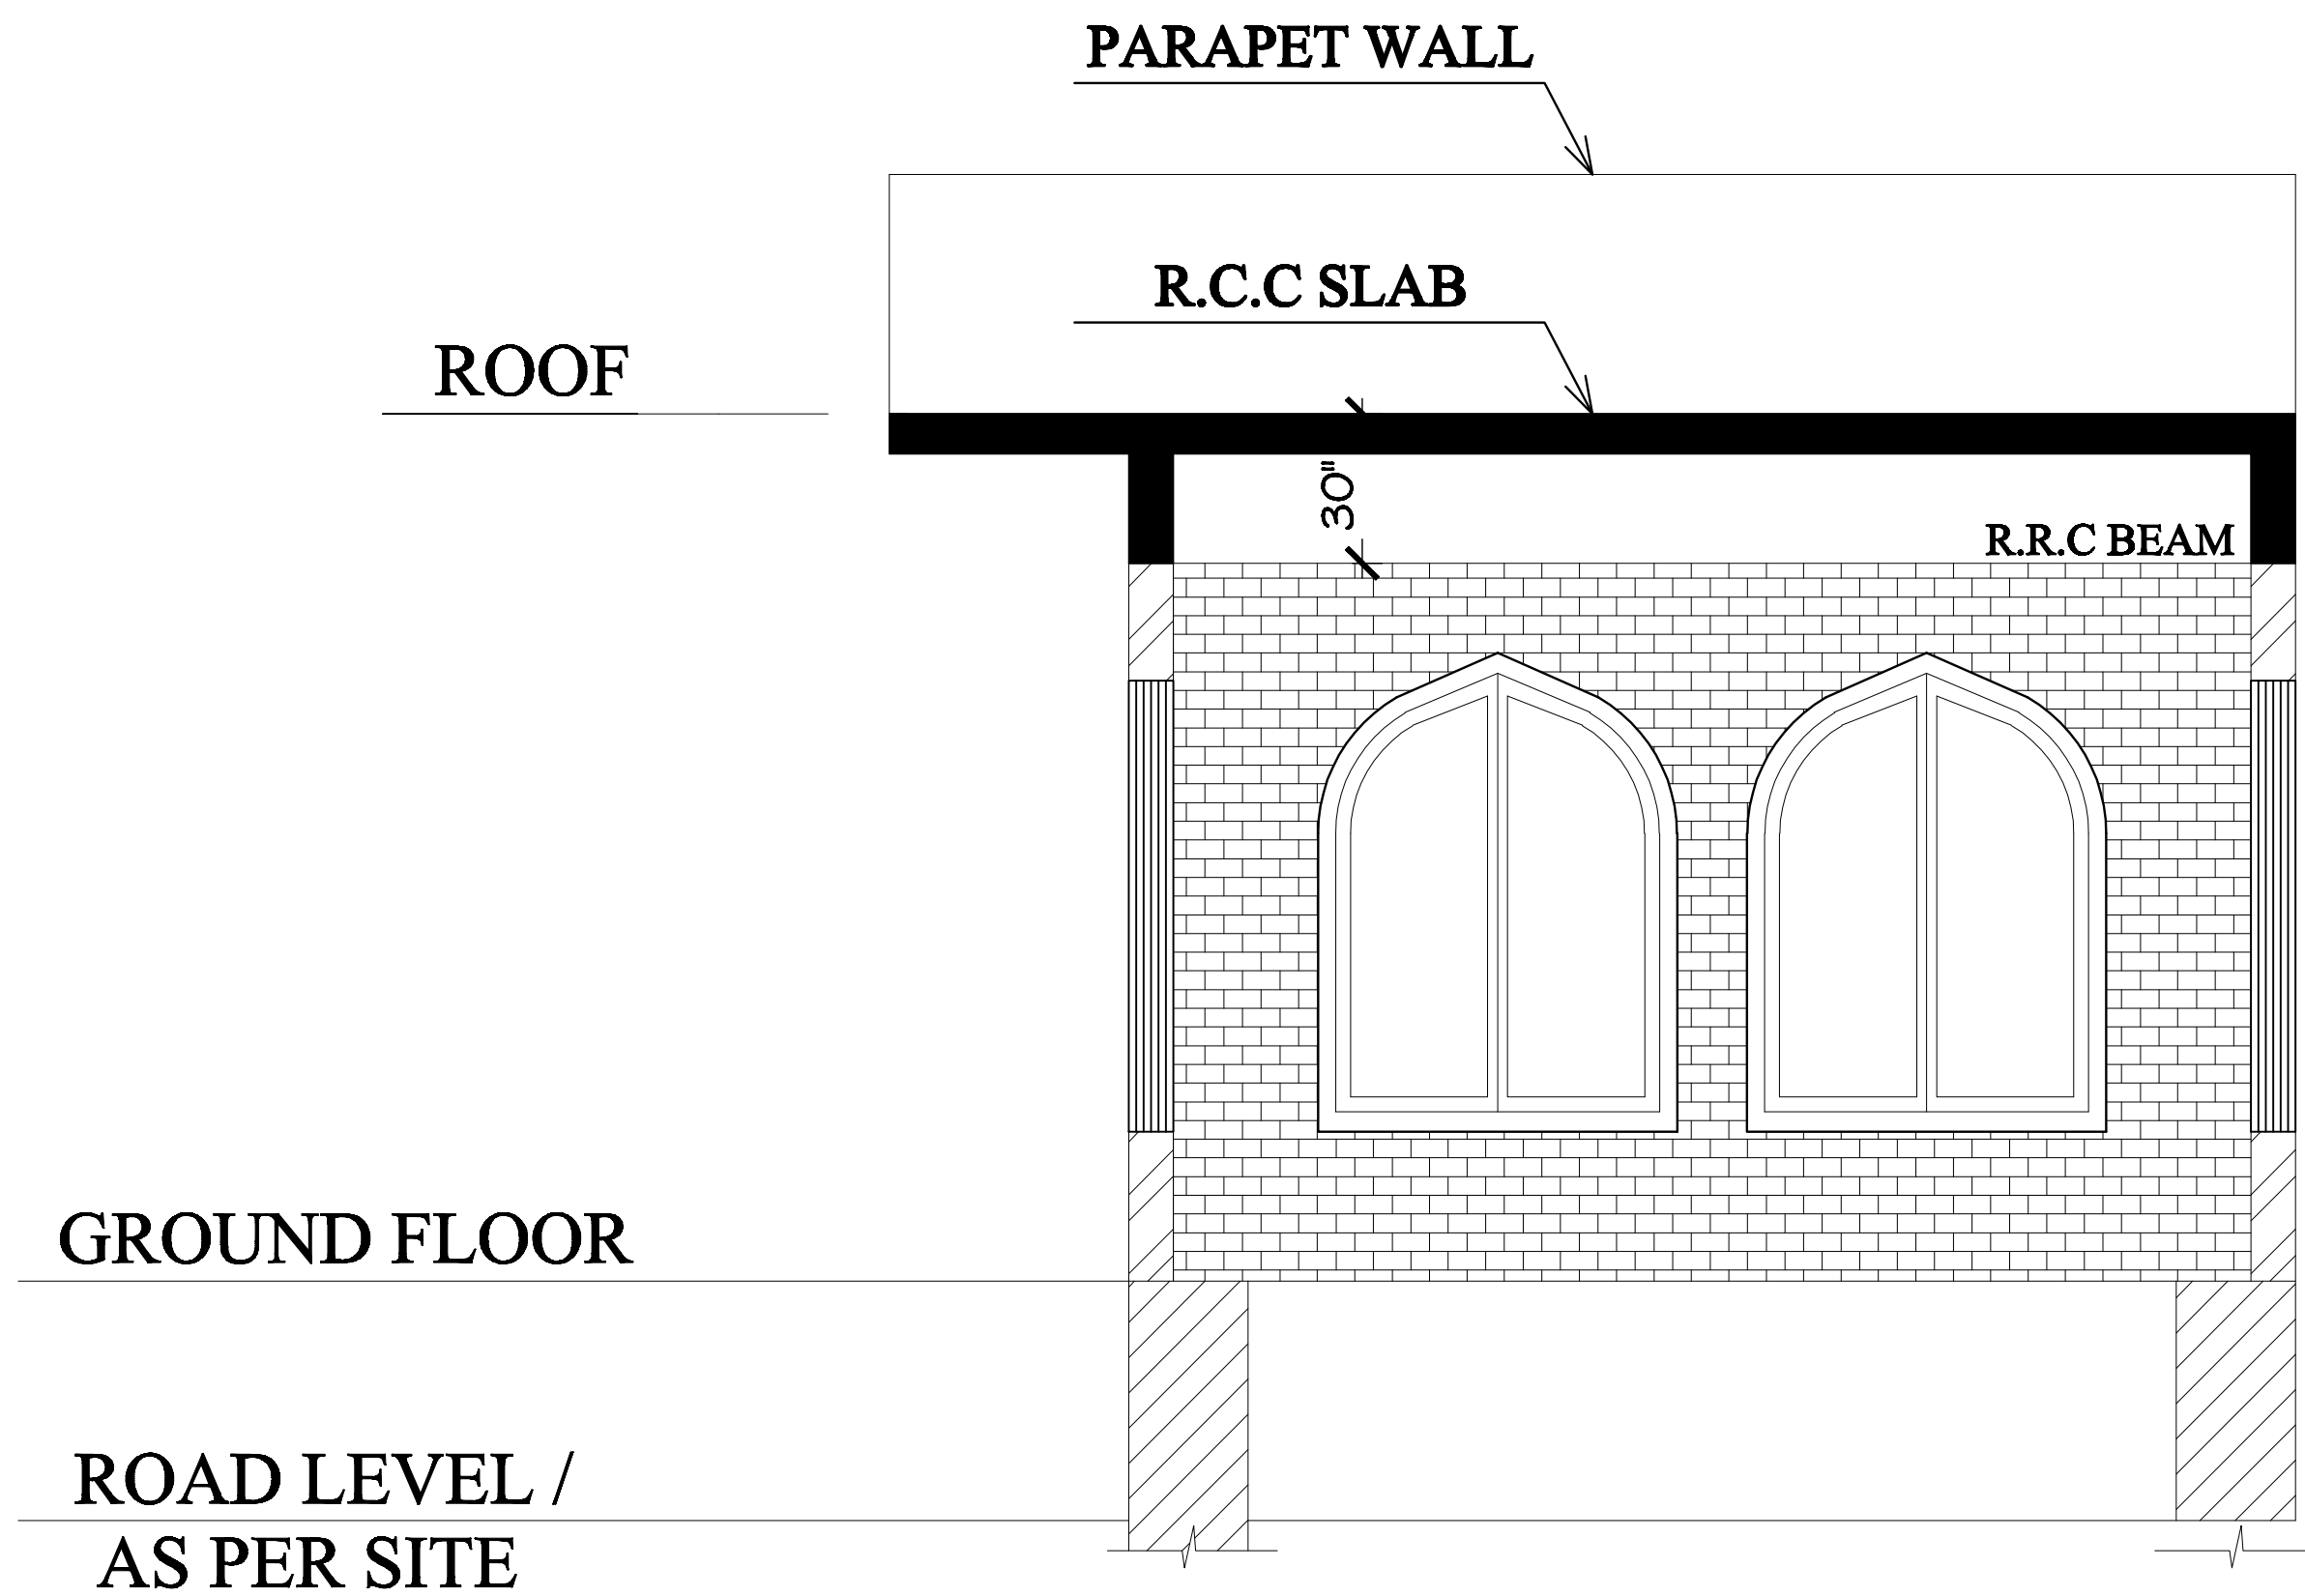 PARAPET WALL
R.C.C SLAB
ROOF
30"
R.R.C BEAM
GROUND FLOOR
ROAD LEVEL /
AS PER SITE